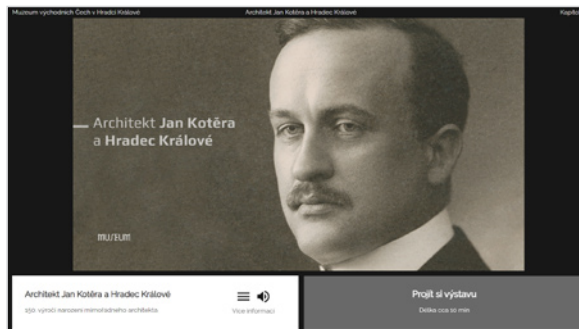 Muzeum východních Čech v Hradci Králové
Architekt Jan Kotěra a Hradec Králové
Architekt Jan Kotěra
a Hradec Králové
MUZEUM
Architekt Jan Kotěra a Hradec Králové
150. výročí narození mimořádného architekta
Více informací
Projít si výstavu
Délka cca 10 min